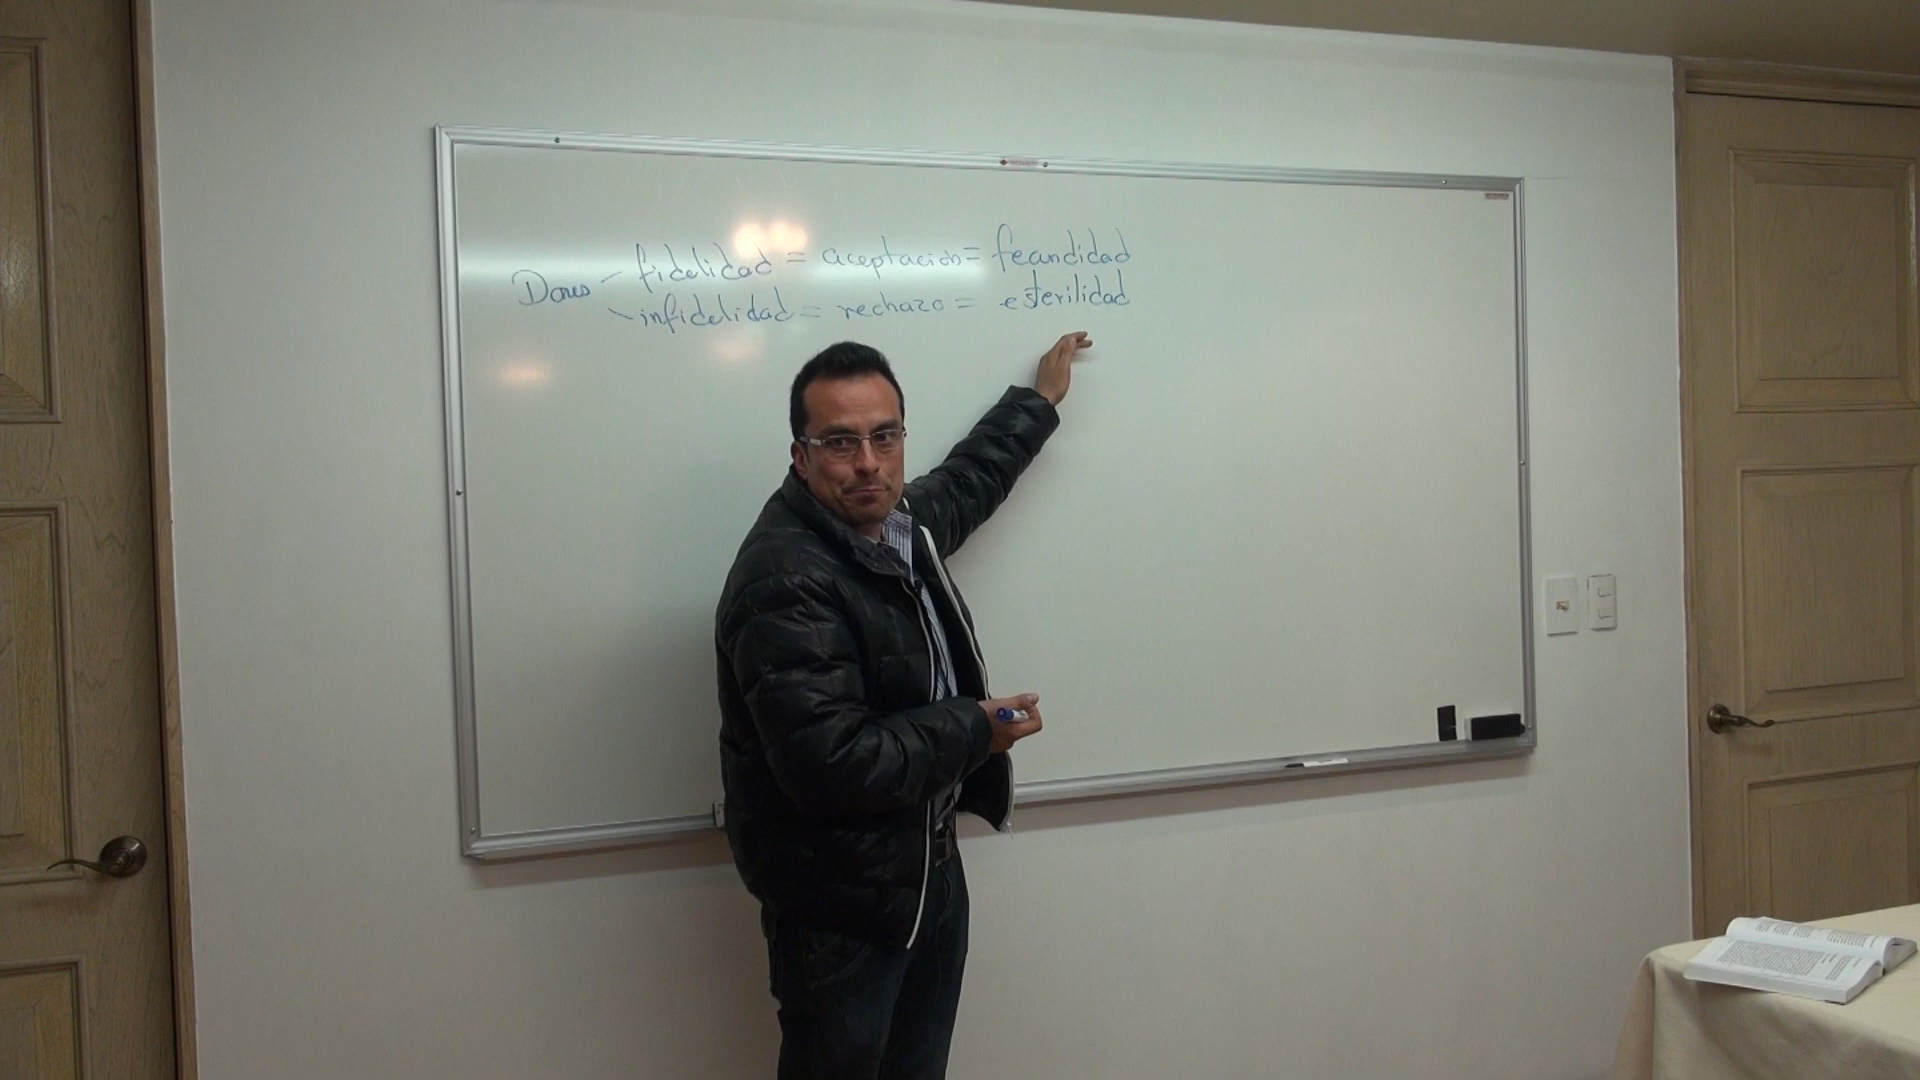 Dones - fidelidad = aceptación = fecundidad
- infidelidad = rechazo = esterilidad